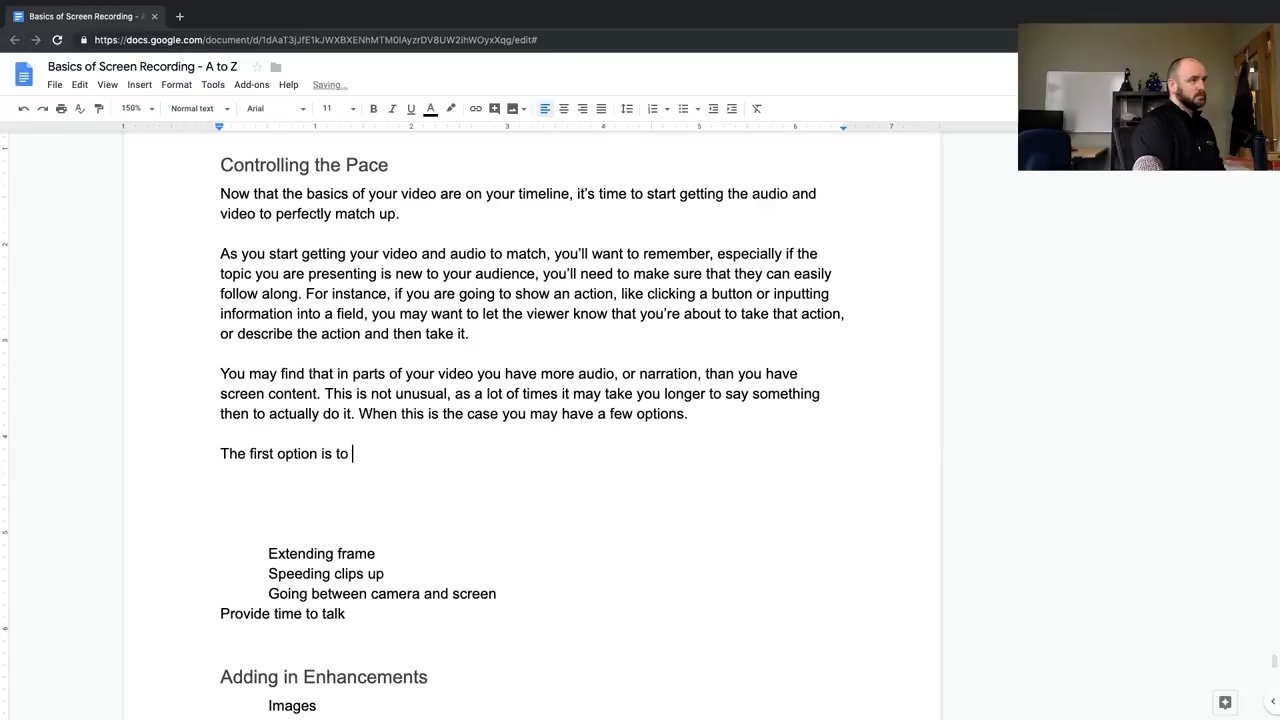 Basics of Screen Recording -
https://docs.google.com/document/d/1dAaT3jJfE1kJWXBXENhMTM0IAyzrDV8UW2ihWOyxXqg/edit#
Basics of Screen Recording - A to Z
File Edit View Insert Format Tools Add-ons Help Saving...
150% Normal text Arial 11 B I U A
1 1 2 3 4 5 6 7
Controlling the Pace
Now that the basics of your video are on your timeline, it's time to start getting the audio and
video to perfectly match up.
As you start getting your video and audio to match, you'll want to remember, especially if the
topic you are presenting is new to your audience, you'll need to make sure that they can easily
follow along. For instance, if you are going to show an action, like clicking a button or inputting
information into a field, you may want to let the viewer know that you're about to take that action,
or describe the action and then take it.
You may find that in parts of your video you have more audio, or narration, than you have
screen content. This is not unusual, as a lot of times it may take you longer to say something
then to actually do it. When this is the case you may have a few options.
The first option is to
Extending frame
Speeding clips up
Going between camera and screen
Provide time to talk
Adding in Enhancements
Images